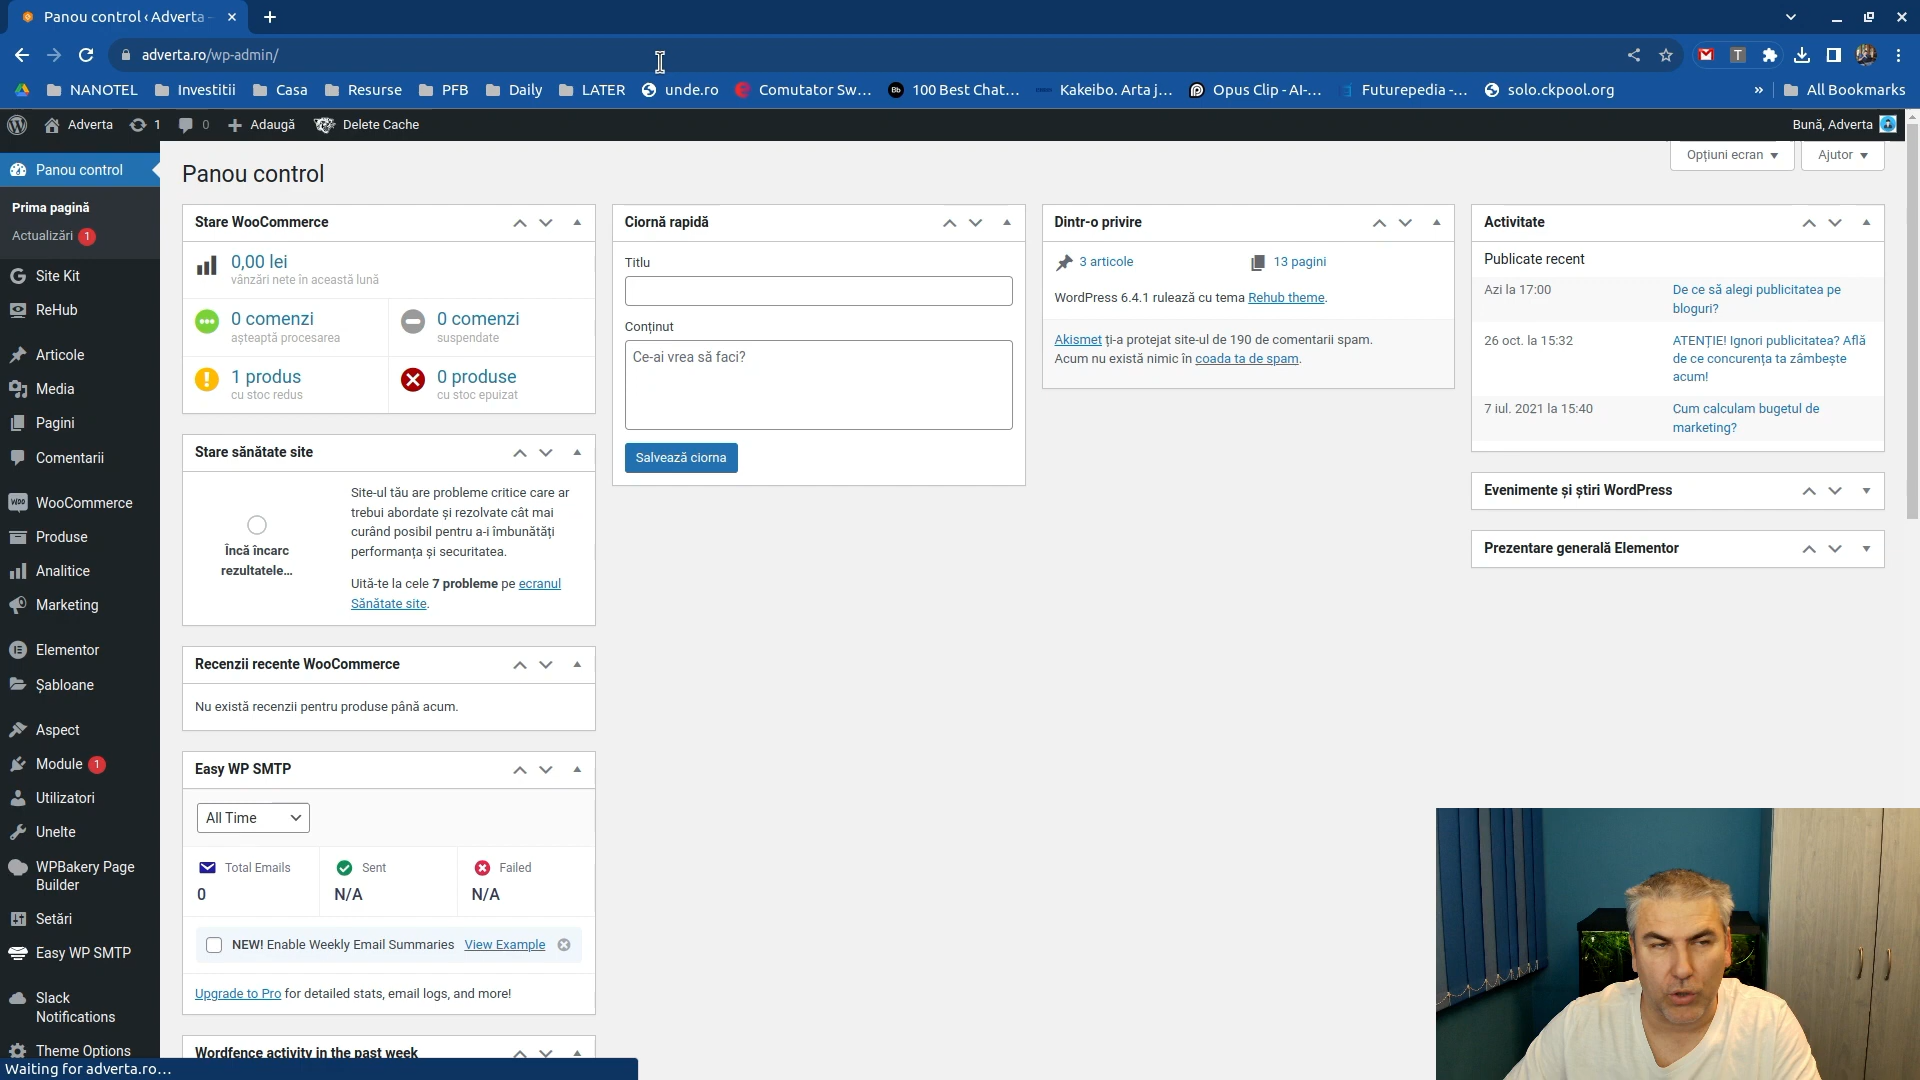 Panou control ‹ Adverta -
adverta.ro/wp-admin/
NANOTEL
Investitii
Casa
Resurse
PFB
Daily
LATER
unde.ro
Comutator Sw...
100 Best Chat...
Kakeibo. Arta j...
Opus Clip - AI-...
Futurepedia -...
solo.ckpool.org
»
All Bookmarks
Adverta
1
0
Adaugă
Delete Cache
Bună, Adverta
Panou control
Prima pagină
Actualizări 1
Site Kit
ReHub
Articole
Media
Pagini
Comentarii
WooCommerce
Produse
Analitice
Marketing
Elementor
Șabloane
Aspect
Module 1
Utilizatori
Unelte
WPBakery Page
Builder
Setări
Easy WP SMTP
Slack
Notifications
Theme Options
Opțiuni ecran
Ajutor
Panou control
Stare WooCommerce
0,00 lei
vânzări nete în această lună
0 comenzi
așteaptă procesarea
0 comenzi
suspendate
1 produs
cu stoc redus
0 produse
cu stoc epuizat
Stare sănătate site
Încă încarc
rezultatele...
Site-ul tău are probleme critice care ar
trebui abordate și rezolvate cât mai
curând posibil pentru a-i îmbunătăți
performanța și securitatea.
Uită-te la cele 7 probleme pe ecranul
Sănătate site.
Recenzii recente WooCommerce
Nu există recenzii pentru produse până acum.
Easy WP SMTP
All Time
Total Emails
0
Sent
N/A
Failed
N/A
NEW! Enable Weekly Email Summaries View Example
Upgrade to Pro for detailed stats, email logs, and more!
Wordfence activity in the past week
Ciornă rapidă
Titlu
Conținut
Ce-ai vrea să faci?
Salvează ciorna
Dintr-o privire
3 articole
13 pagini
WordPress 6.4.1 rulează cu tema Rehub theme.
Akismet ți-a protejat site-ul de 190 de comentarii spam.
Acum nu există nimic în coada ta de spam.
Activitate
Publicate recent
Azi la 17:00
De ce să alegi publicitatea pe
bloguri?
26 oct. la 15:32
ATENȚIE! Ignori publicitatea? Află
de ce concurența ta zâmbește
acum!
7 iul. 2021 la 15:40
Cum calculam bugetul de
marketing?
Evenimente și știri WordPress
Prezentare generală Elementor
Waiting for adverta.ro...